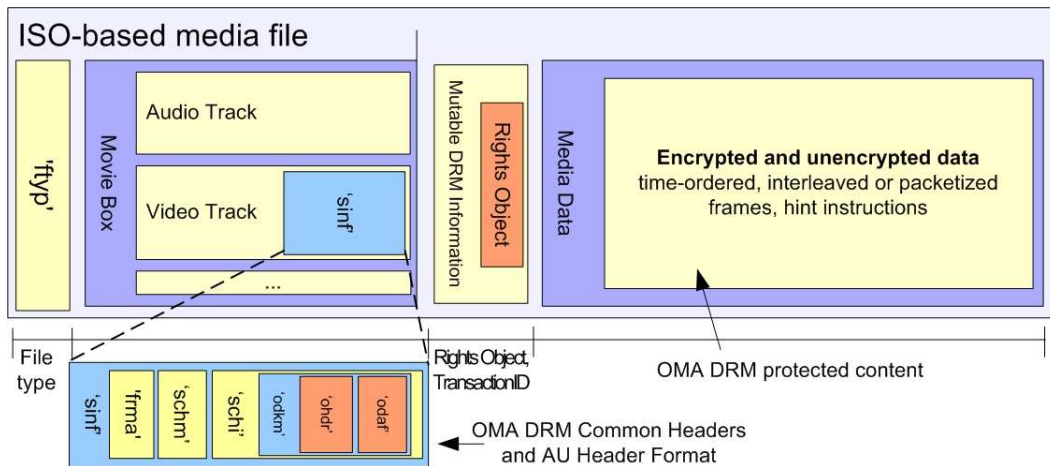 ISO-based media file
'ftyp'
Movie Box
Audio Track
Video Track
'sinf'
...
Mutable DRM Information
Rights Object
Media Data
Encrypted and unencrypted data
time-ordered, interleaved or packetized
frames, hint instructions
File
type
Rights Object,
TransactionID
OMA DRM protected content
'sinf'
'frma'
'schm'
'schi'
'odkm'
'ohdr'
'odaf'
OMA DRM Common Headers
and AU Header Format